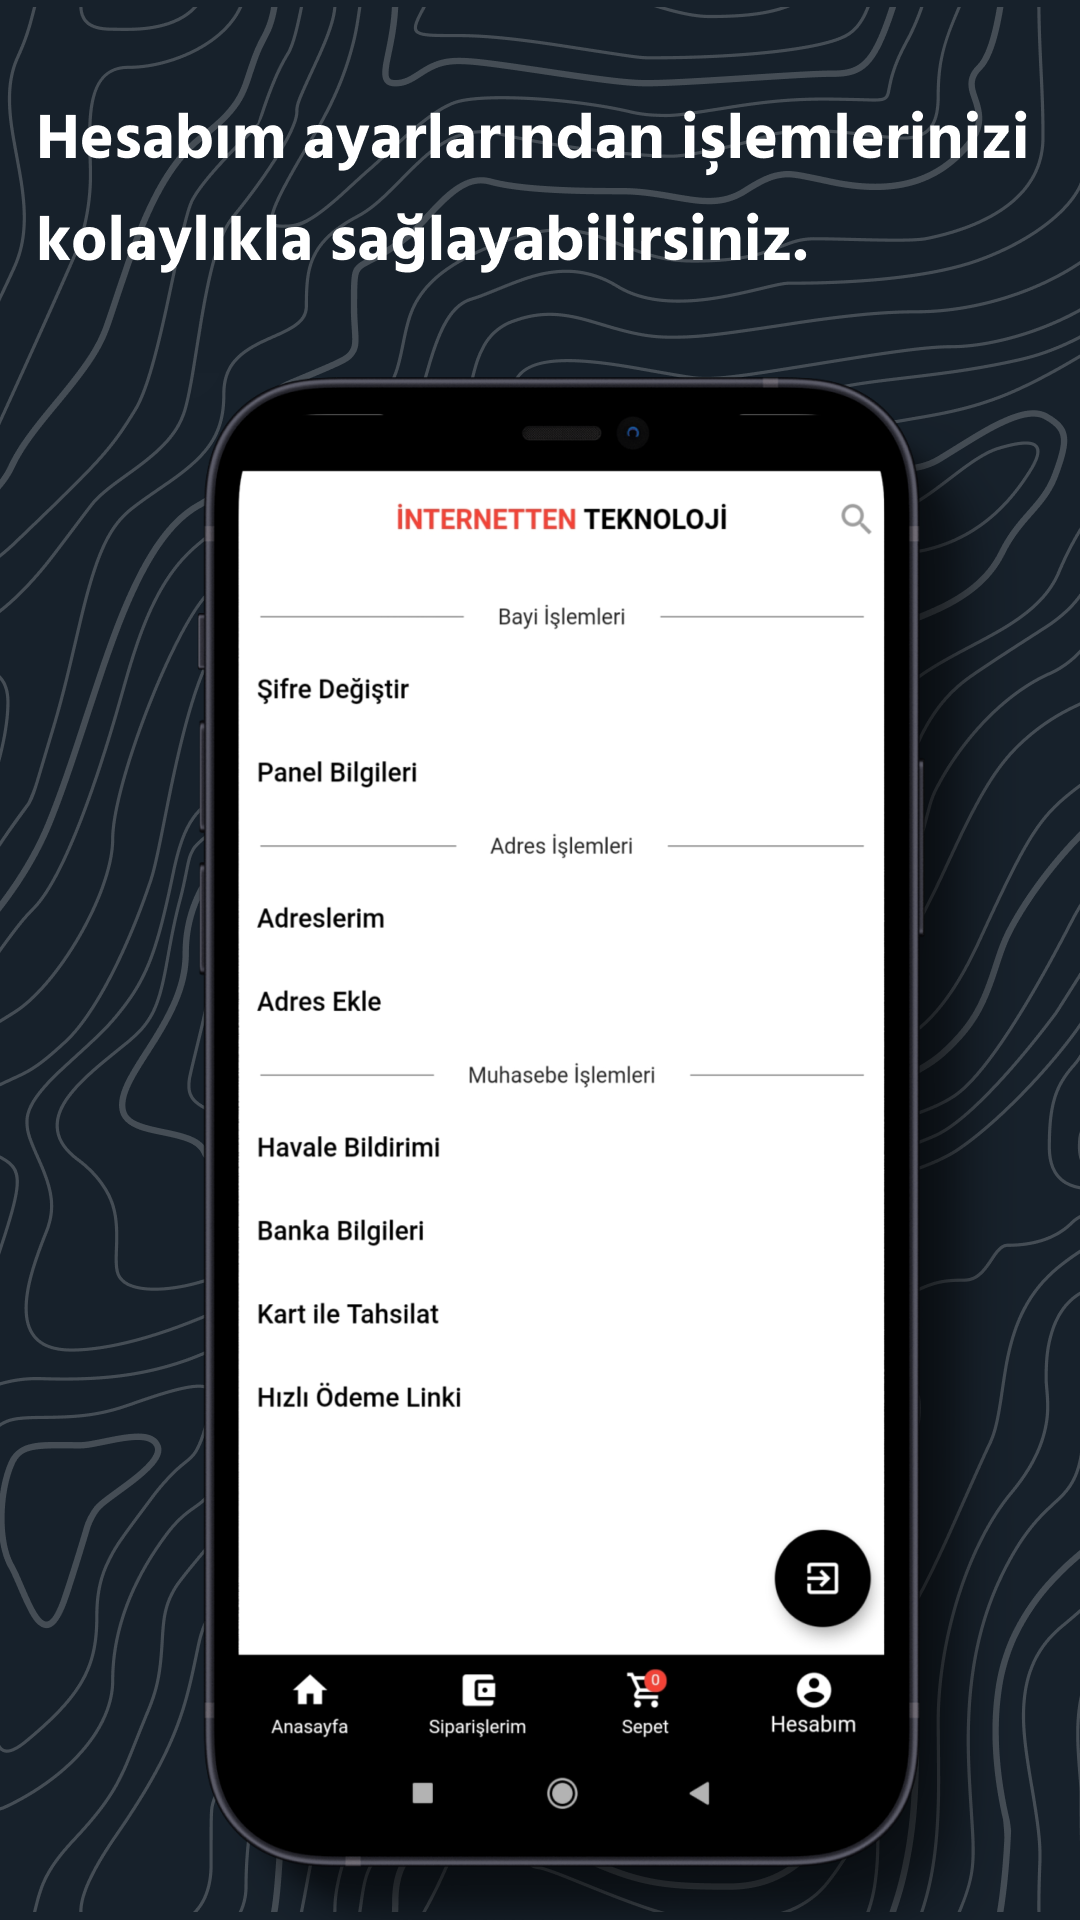 Hesabım ayarlarından işlemlerinizi
kolaylıkla sağlayabilirsiniz.
İNTERNETTEN TEKNOLOJİ
Bayi İşlemleri
Şifre Değiştir
Panel Bilgileri
Adres İşlemleri
Adreslerim
Adres Ekle
Muhasebe İşlemleri
Havale Bildirimi
Banka Bilgileri
Kart ile Tahsilat
Hızlı Ödeme Linki
0
Anasayfa Siparişlerim Sepet Hesabım